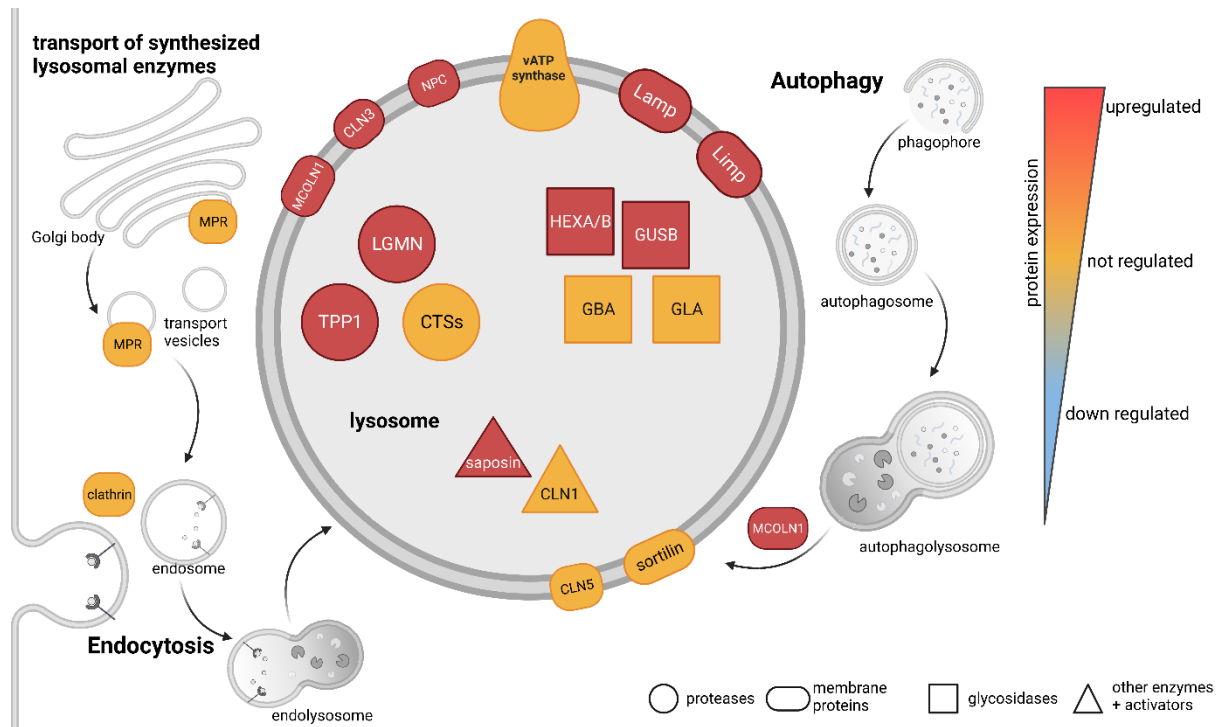 transport of synthesized
lysosomal enzymes
MPR
Golgi body
MPR
transport
vesicles
clathrin
endosome
Endocytosis
endolysosome
vATP
synthase
NPC
CLN3
MCOLN1
Lamp
Limp
LGMN
TPP1
CTSs
HEXA/B
GUSB
GBA
GLA
lysosome
saposin
CLN1
CLN5
sortilin
Autophagy
phagophore
autophagosome
MCOLN1
autophagolysosome
protein expression
upregulated
not regulated
down regulated
proteases
membrane
proteins
glycosidases
other enzymes
+ activators